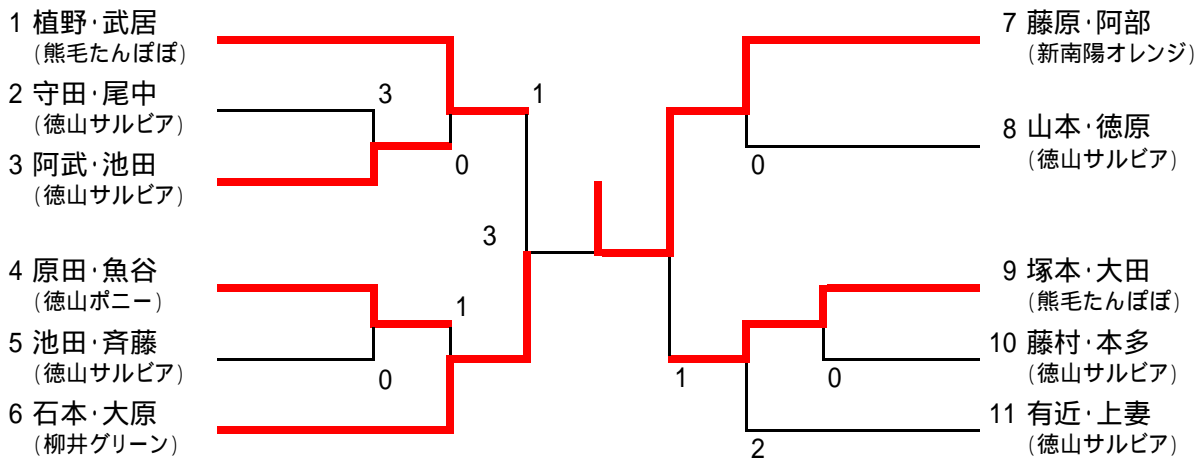 1 植野・武居
(熊毛たんぽぽ)
2 守田・尾中
(徳山サルビア)
3 阿武・池田
(徳山サルビア)
4 原田・魚谷
(徳山ポニー)
5 池田・斉藤
(徳山サルビア)
6 石本・大原
(柳井グリーン)
3
1
0
3
1
0
7 藤原・阿部
(新南陽オレンジ)
8 山本・徳原
(徳山サルビア)
9 塚本・大田
(熊毛たんぽぽ)
10 藤村・本多
(徳山サルビア)
11 有近・上妻
(徳山サルビア)
0
1
0
2